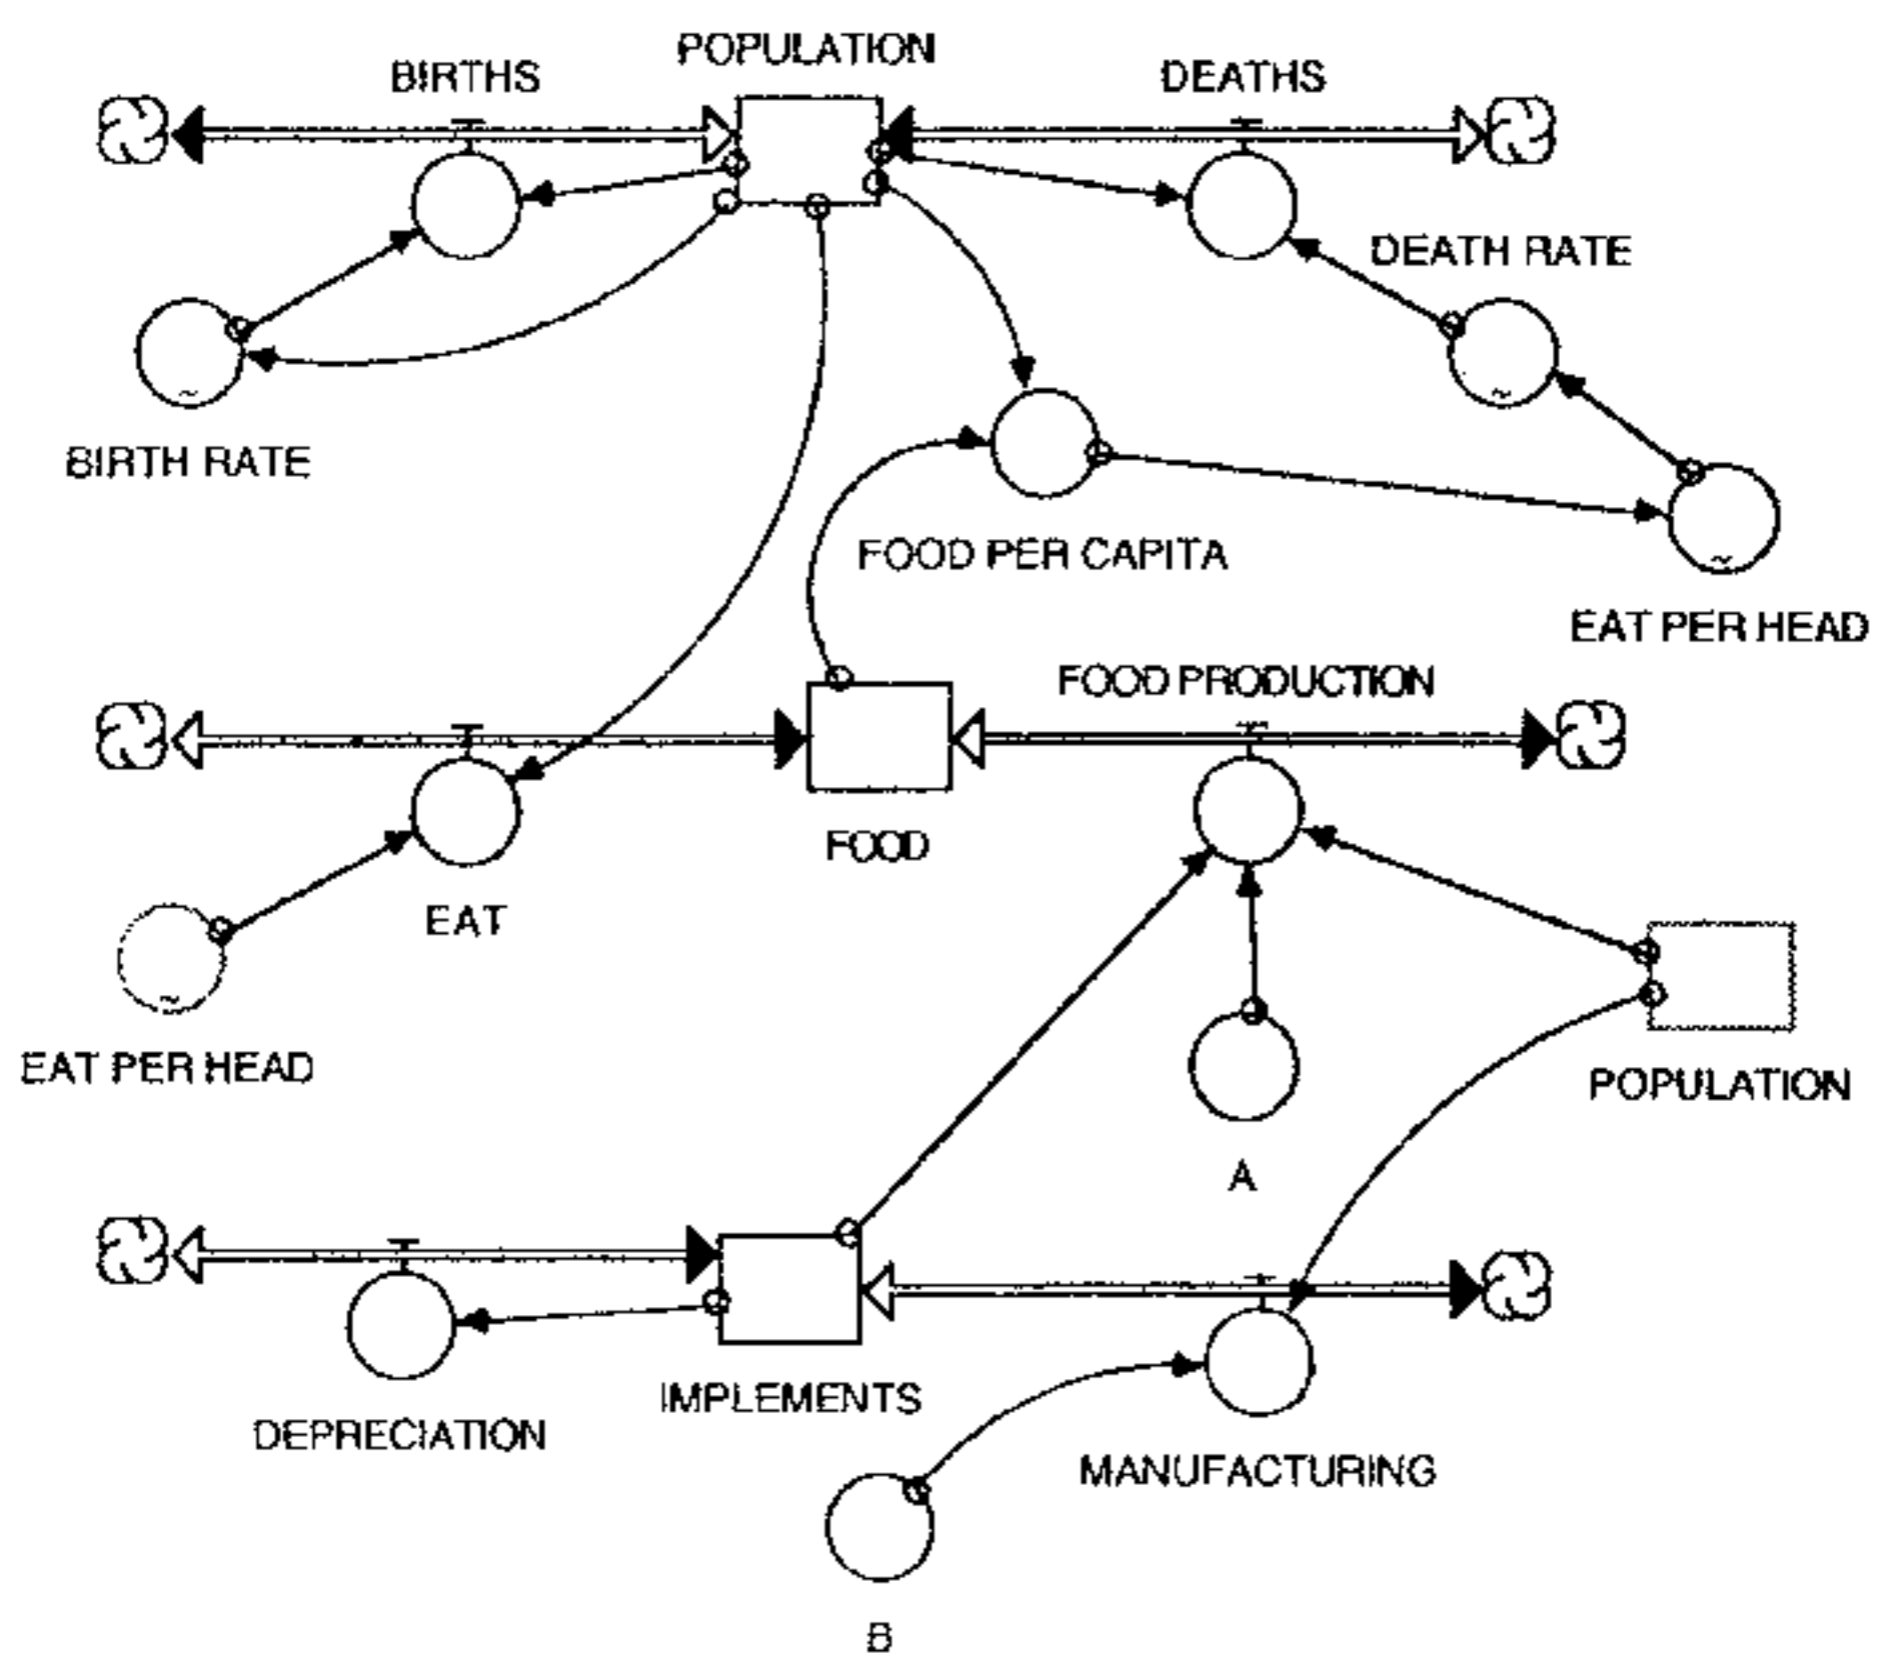 POPULATION
BIRTHS
DEATHS
DEATH RATE
BIRTH RATE
FOOD PER CAPITA
EAT PER HEAD
FOOD PRODUCTION
FOOD
EAT
EAT PER HEAD
POPULATION
A
IMPLEMENTS
DEPRECIATION
MANUFACTURING
B